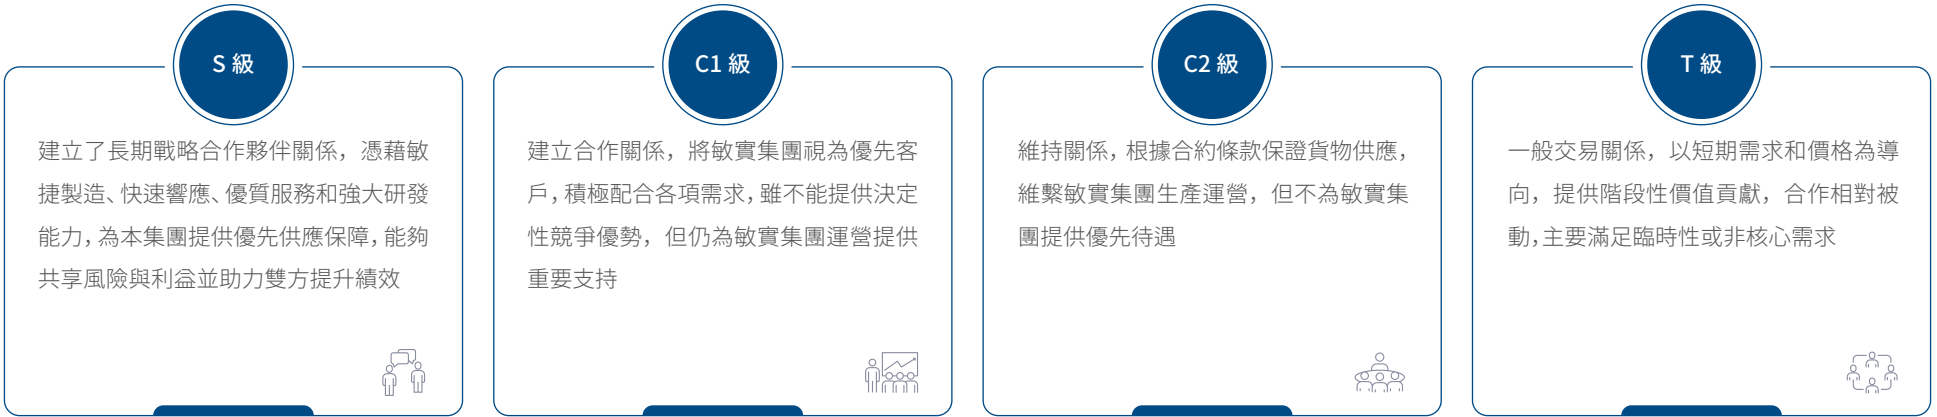 S 級
建立了長期戰略合作夥伴關係，憑藉敏
捷製造、快速響應、優質服務和強大研發
能力，為本集團提供優先供應保障，能夠
共享風險與利益並助力雙方提升績效
C1 級
建立合作關係，將敏實集團視為優先客
戶，積極配合各項需求，雖不能提供決定
性競爭優勢，但仍為敏實集團運營提供
重要支持
C2 級
維持關係，根據合約條款保證貨物供應，
維繫敏實集團生產運營，但不為敏實集
團提供優先待遇
T 級
一般交易關係，以短期需求和價格為導
向，提供階段性價值貢獻，合作相對被
動，主要滿足臨時性或非核心需求